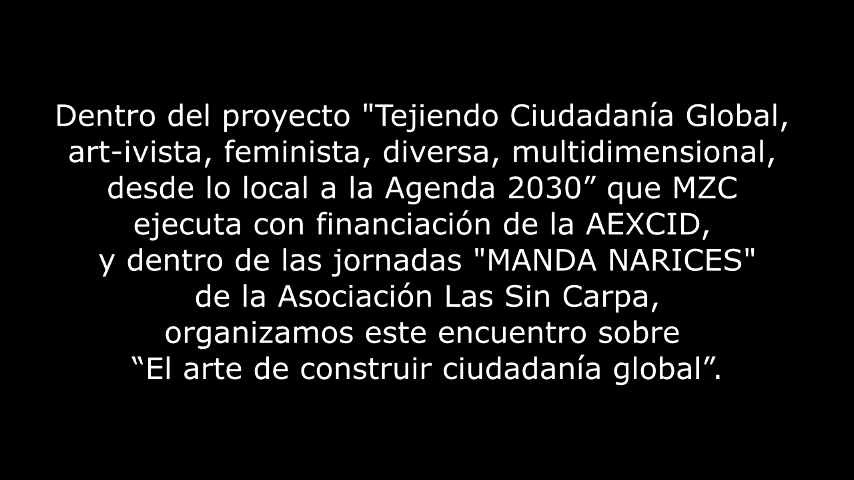 Dentro del proyecto "Tejiendo Ciudadanía Global,
art-ivista, feminista, diversa, multidimensional,
desde lo local a la Agenda 2030” que MZC
ejecuta con financiación de la AEXCID,
y dentro de las jornadas "MANDA NARICES"
de la Asociación Las Sin Carpa,
organizamos este encuentro sobre
“El arte de construir ciudadanía global”.